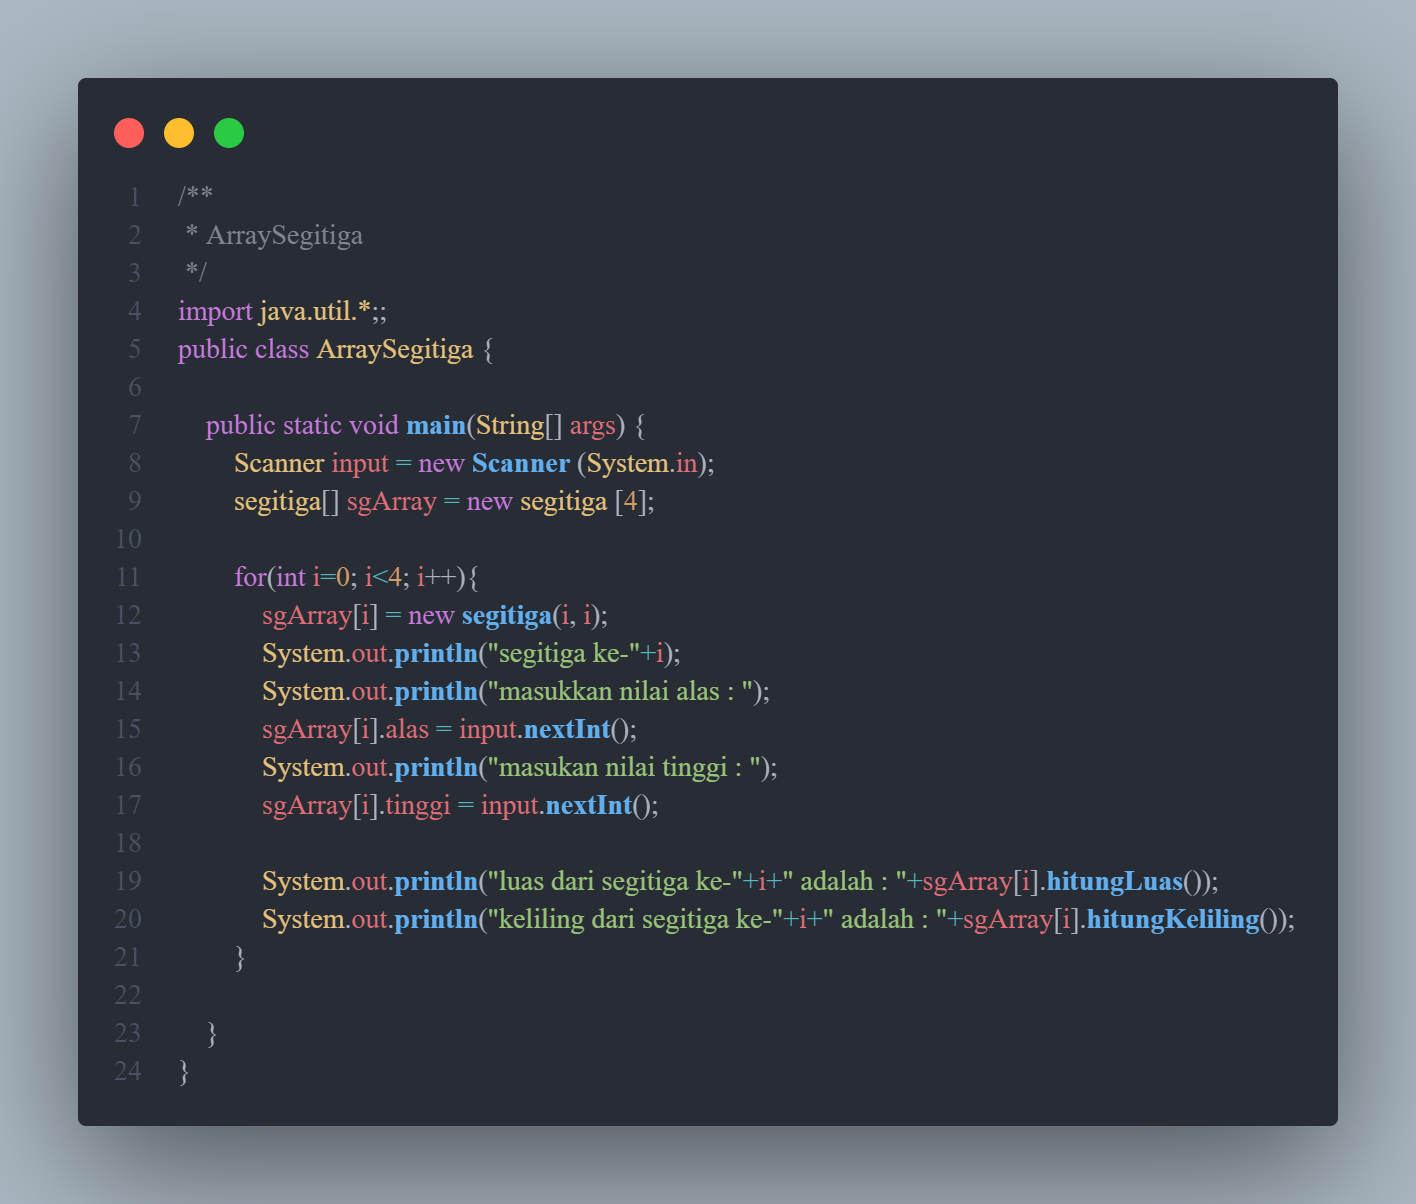 1 /**
2  * ArraySegitiga
3  */
4 import java.util.*;;
5 public class ArraySegitiga {
6
7     public static void main(String[] args) {
8         Scanner input = new Scanner (System.in);
9         segitiga[] sgArray = new segitiga [4];
10
11         for(int i=0; i<4; i++){
12             sgArray[i] = new segitiga(i, i);
13             System.out.println("segitiga ke-"+i);
14             System.out.println("masukkan nilai alas : ");
15             sgArray[i].alas = input.nextInt();
16             System.out.println("masukan nilai tinggi : ");
17             sgArray[i].tinggi = input.nextInt();
18
19             System.out.println("luas dari segitiga ke-"+i+" adalah : "+sgArray[i].hitungLuas());
20             System.out.println("keliling dari segitiga ke-"+i+" adalah : "+sgArray[i].hitungKeliling());
21         }
22
23     }
24 }